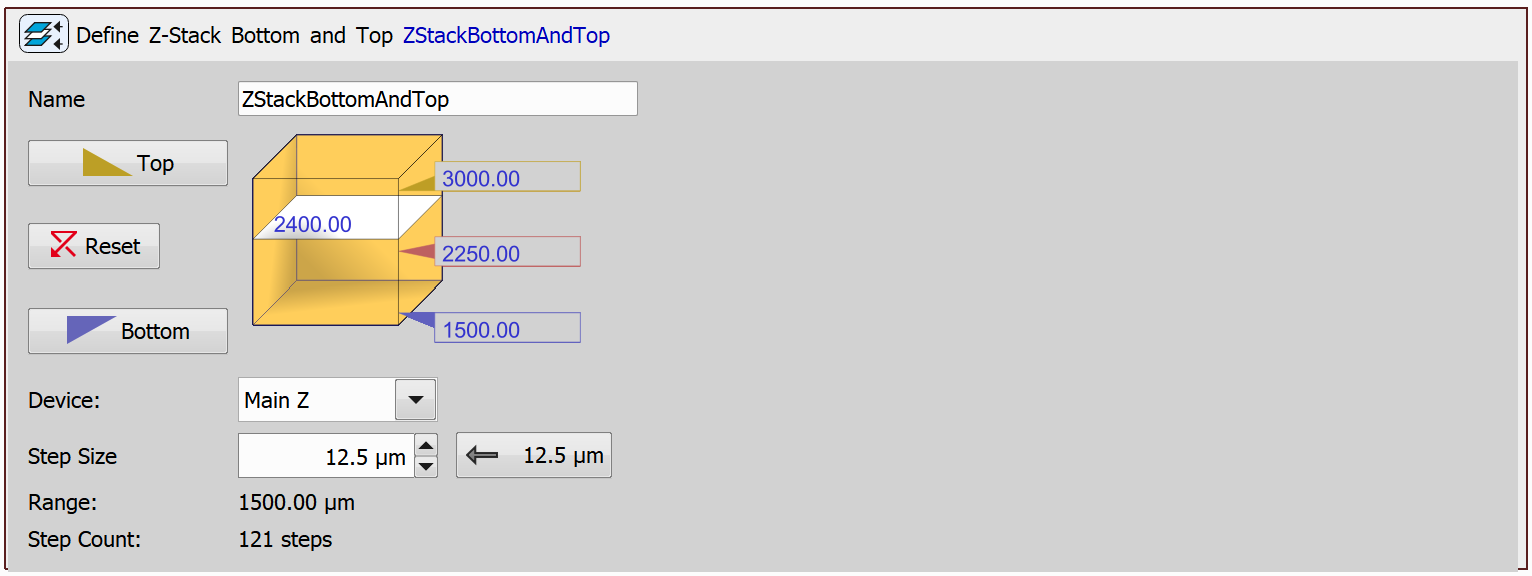 Define Z-Stack Bottom and Top ZStackBottomAndTop
Name ZStackBottomAndTop
Top
3000.00
2400.00
Reset
2250.00
Bottom
1500.00
Device: Main Z
Step Size 12.5 µm 12.5 µm
Range: 1500.00 µm
Step Count: 121 steps